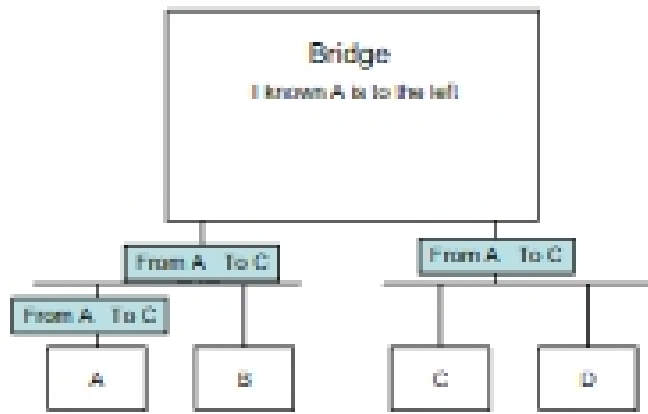 Bridge
I known A is to the left
From A To C
From A To C
From A To C
A
B
C
D